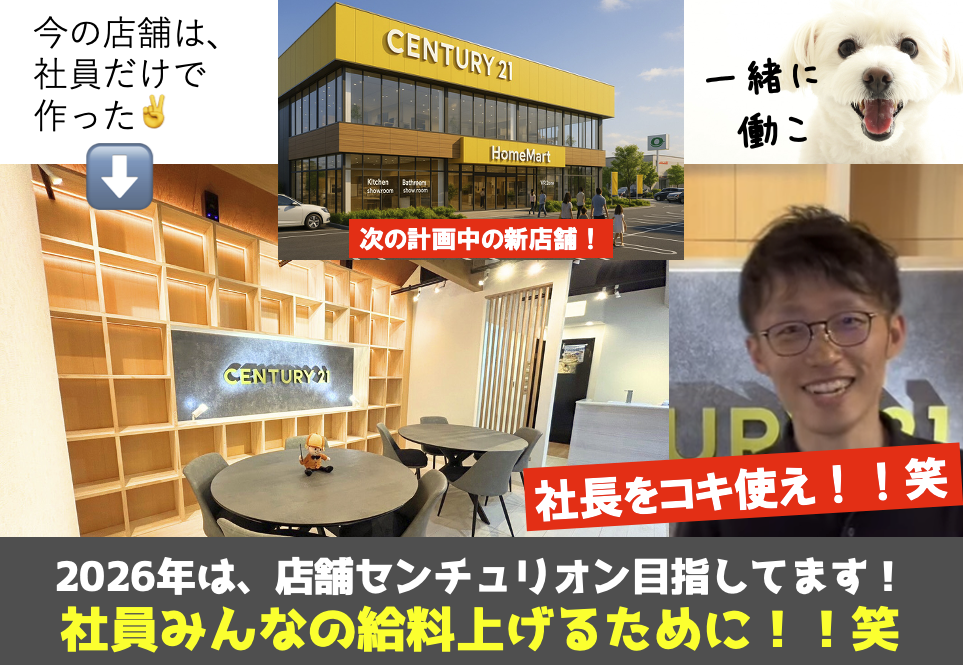 今の店舗は、
社員だけで
作った✌️
CENTURY 21
HomeMart
Kitchen
showroom
Bathroom
showroom
次の計画中の新店舗！
一緒に
働こ
CENTURY 21
社長をコキ使え！！笑
2026年は、店舗センチュリオン目指してます！
社員みんなの給料上げるために！！笑